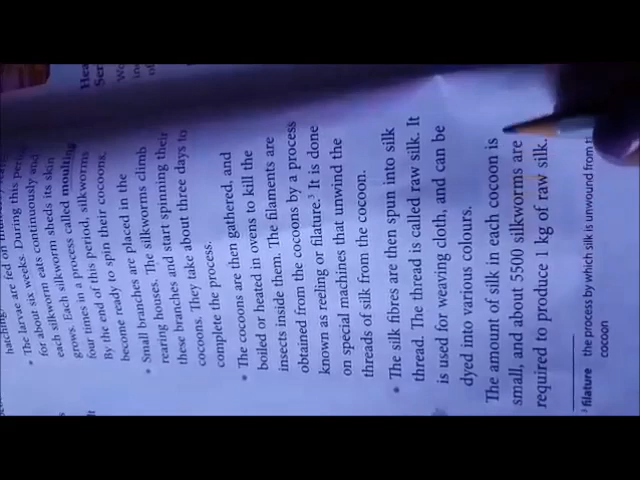 hatching
• The larvae are fed on
for about six weeks. During this
each silkworm eats continuously and
grows. Each silkworm sheds its skin
four times in a process called moulting
By the end of this period, silkworms
become ready to spin their cocoons.
• Small branches are placed in the
rearing houses. The silkworms climb
these branches and start spinning their
cocoons. They take about three days to
complete the process.
• The cocoons are then gathered, and
boiled or heated in ovens to kill the
insects inside them. The filaments are
obtained from the cocoons by a process
known as reeling or filature.³ It is done
on special machines that unwind the
threads of silk from the cocoon.
• The silk fibres are then spun into silk
thread. The thread is called raw silk. It
is used for weaving cloth, and can be
dyed into various colours.
The amount of silk in each cocoon is
small, and about 5500 silkworms are
required to produce 1 kg of raw silk.
³ filature the process by which silk is unwound from
cocoon